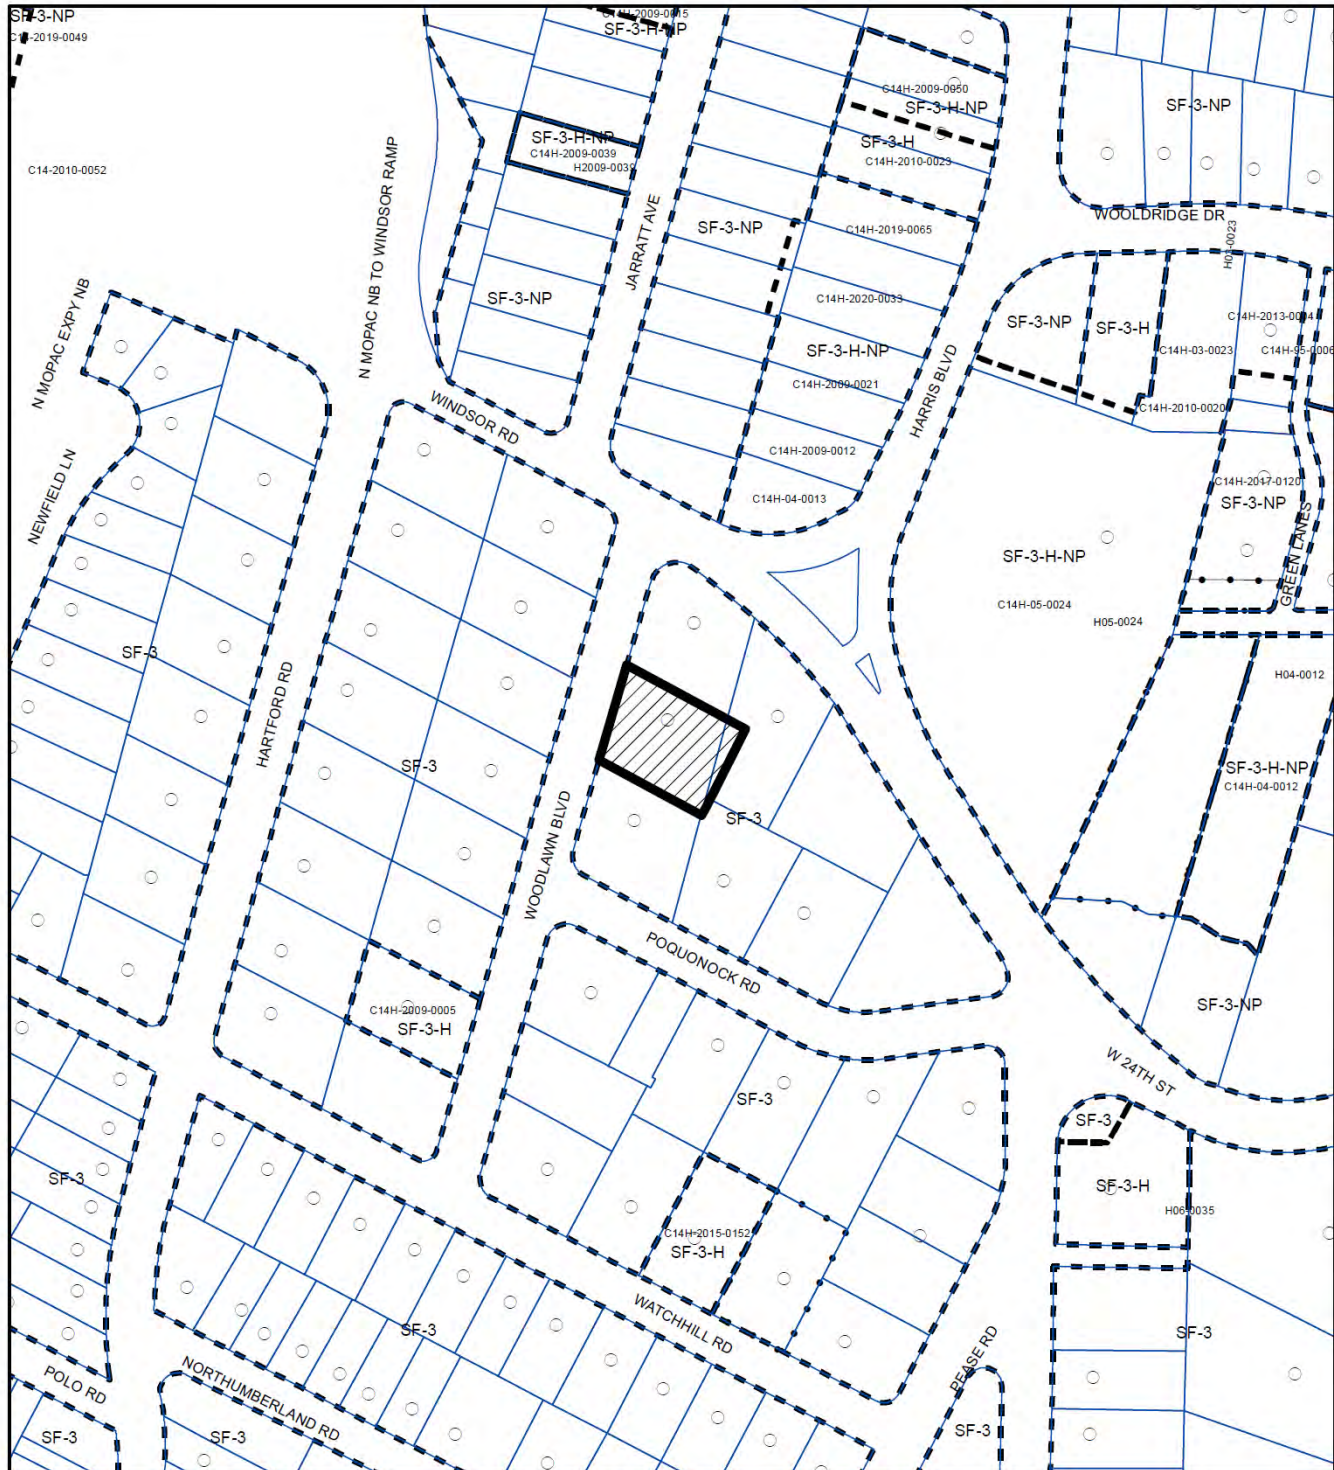 SF-3-NP
C14-2019-0049
C14H-2009-0015
SF-3-H-NP
C14H-2009-0050
SF-3-H-NP
SF-3-NP
SF-3-H-NP
C14H-2009-0039
H2009-0039
SF-3-H
C14H-2010-0023
C14-2010-0052
N MOPAC NB TO WINDSOR RAMP
JARRATT AVE
SF-3-NP
C14H-2019-0065
WOOLDRIDGE DR
SF-3-NP
C14H-2020-0033
SF-3-NP
SF-3-H
C14H-03-0023
C14H-95-0006
N MOPAC EXPY NB
SF-3-H-NP
C14H-2009-0021
HARRIS BLVD
C14H-2010-0020
WINDSOR RD
C14H-2009-0012
C14H-04-0013
C14H-2017-0120
SF-3-NP
NEWFIELD LN
SF-3-H-NP
GREEN LANES
C14H-05-0024
H05-0024
SF-3
HARTFORD RD
H04-0012
SF-3
SF-3-H-NP
C14H-04-0012
WOODLAWN BLVD
SF-3
POQUONOCK RD
C14H-2009-0005
SF-3-H
SF-3-NP
W 24TH ST
SF-3
SF-3
SF-3
SF-3-H
H06-0035
C14H-2015-0152
SF-3-H
WATCHHILL RD
SF-3
SF-3
PEASE RD
POLO RD
NORTHUMBERLAND RD
SF-3
SF-3
SF-3